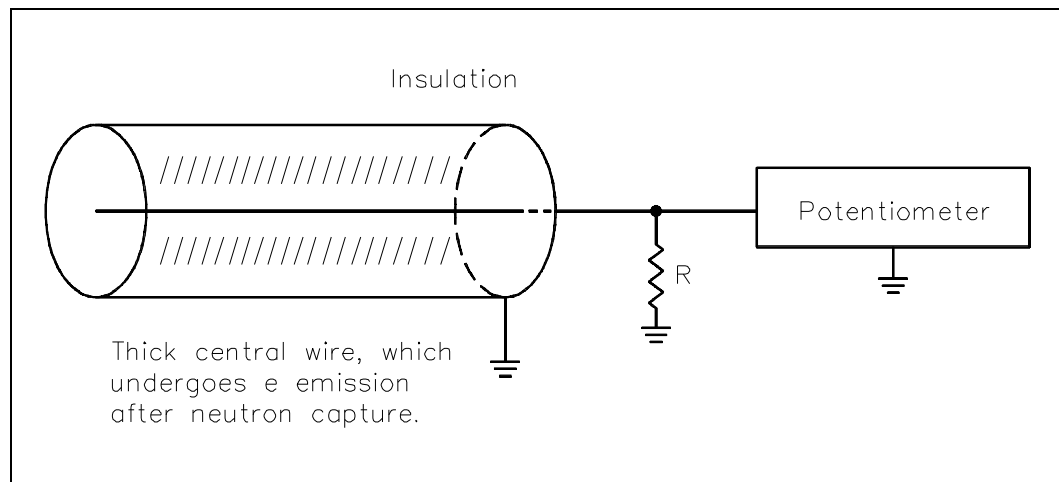 Insulation
Potentiometer
R
Thick central wire, which
undergoes e emission
after neutron capture.